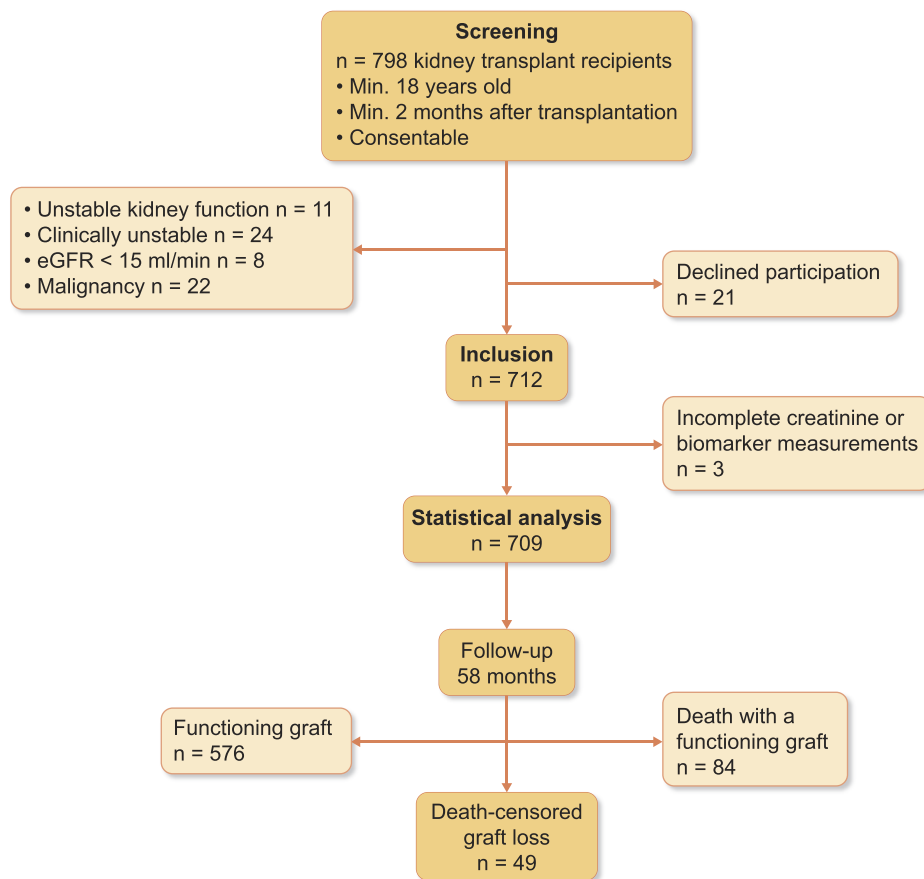 Screening
n = 798 kidney transplant recipients
• Min. 18 years old
• Min. 2 months after transplantation
• Consentable
• Unstable kidney function n = 11
• Clinically unstable n = 24
• eGFR < 15 ml/min n = 8
• Malignancy n = 22
Declined participation
n = 21
Inclusion
n = 712
Incomplete creatinine or
biomarker measurements
n = 3
Statistical analysis
n = 709
Follow-up
58 months
Functioning graft
n = 576
Death with a
functioning graft
n = 84
Death-censored
graft loss
n = 49